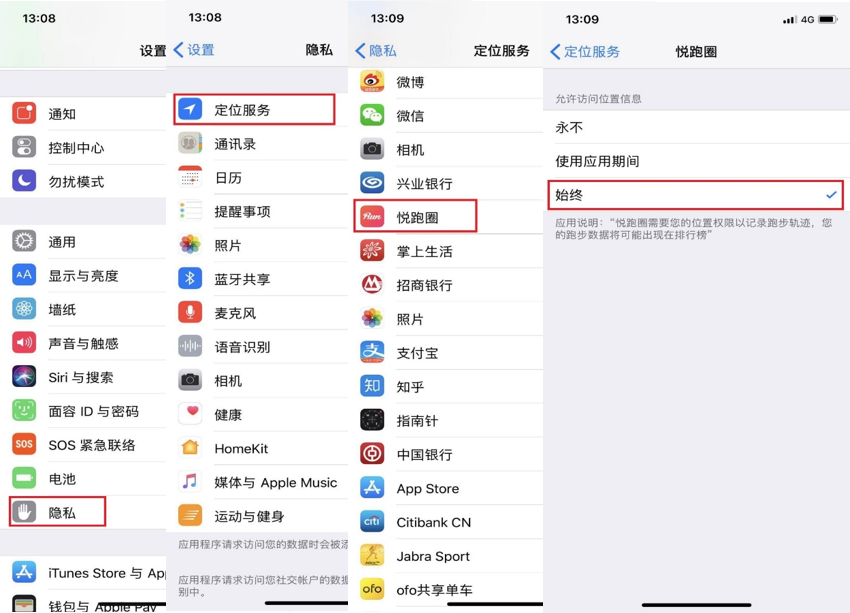 13:08
设置
通知
控制中心
勿扰模式
通用
显示与亮度
墙纸
声音与触感
Siri 与搜索
面容 ID 与密码
SOS 紧急联络
电池
隐私
iTunes Store 与 Ap
钱包与 Apple Pay
13:08
设置
隐私
定位服务
通讯录
日历
提醒事项
照片
蓝牙共享
麦克风
语音识别
相机
健康
HomeKit
媒体与 Apple Music
运动与健身
应用程序请求访问您的数据时会被添
应用程序请求访问您社交帐户的数据
别中。
13:09
隐私
定位服务
微博
微信
相机
兴业银行
悦跑圈
掌上生活
招商银行
照片
支付宝
知乎
指南针
中国银行
App Store
Citibank CN
Jabra Sport
ofo共享单车
13:09
4G
定位服务
悦跑圈
允许访问位置信息
永不
使用应用期间
始终
应用说明：“悦跑圈需要您的位置权限以记录跑步轨迹，您
的跑步数据将可能出现在排行榜”